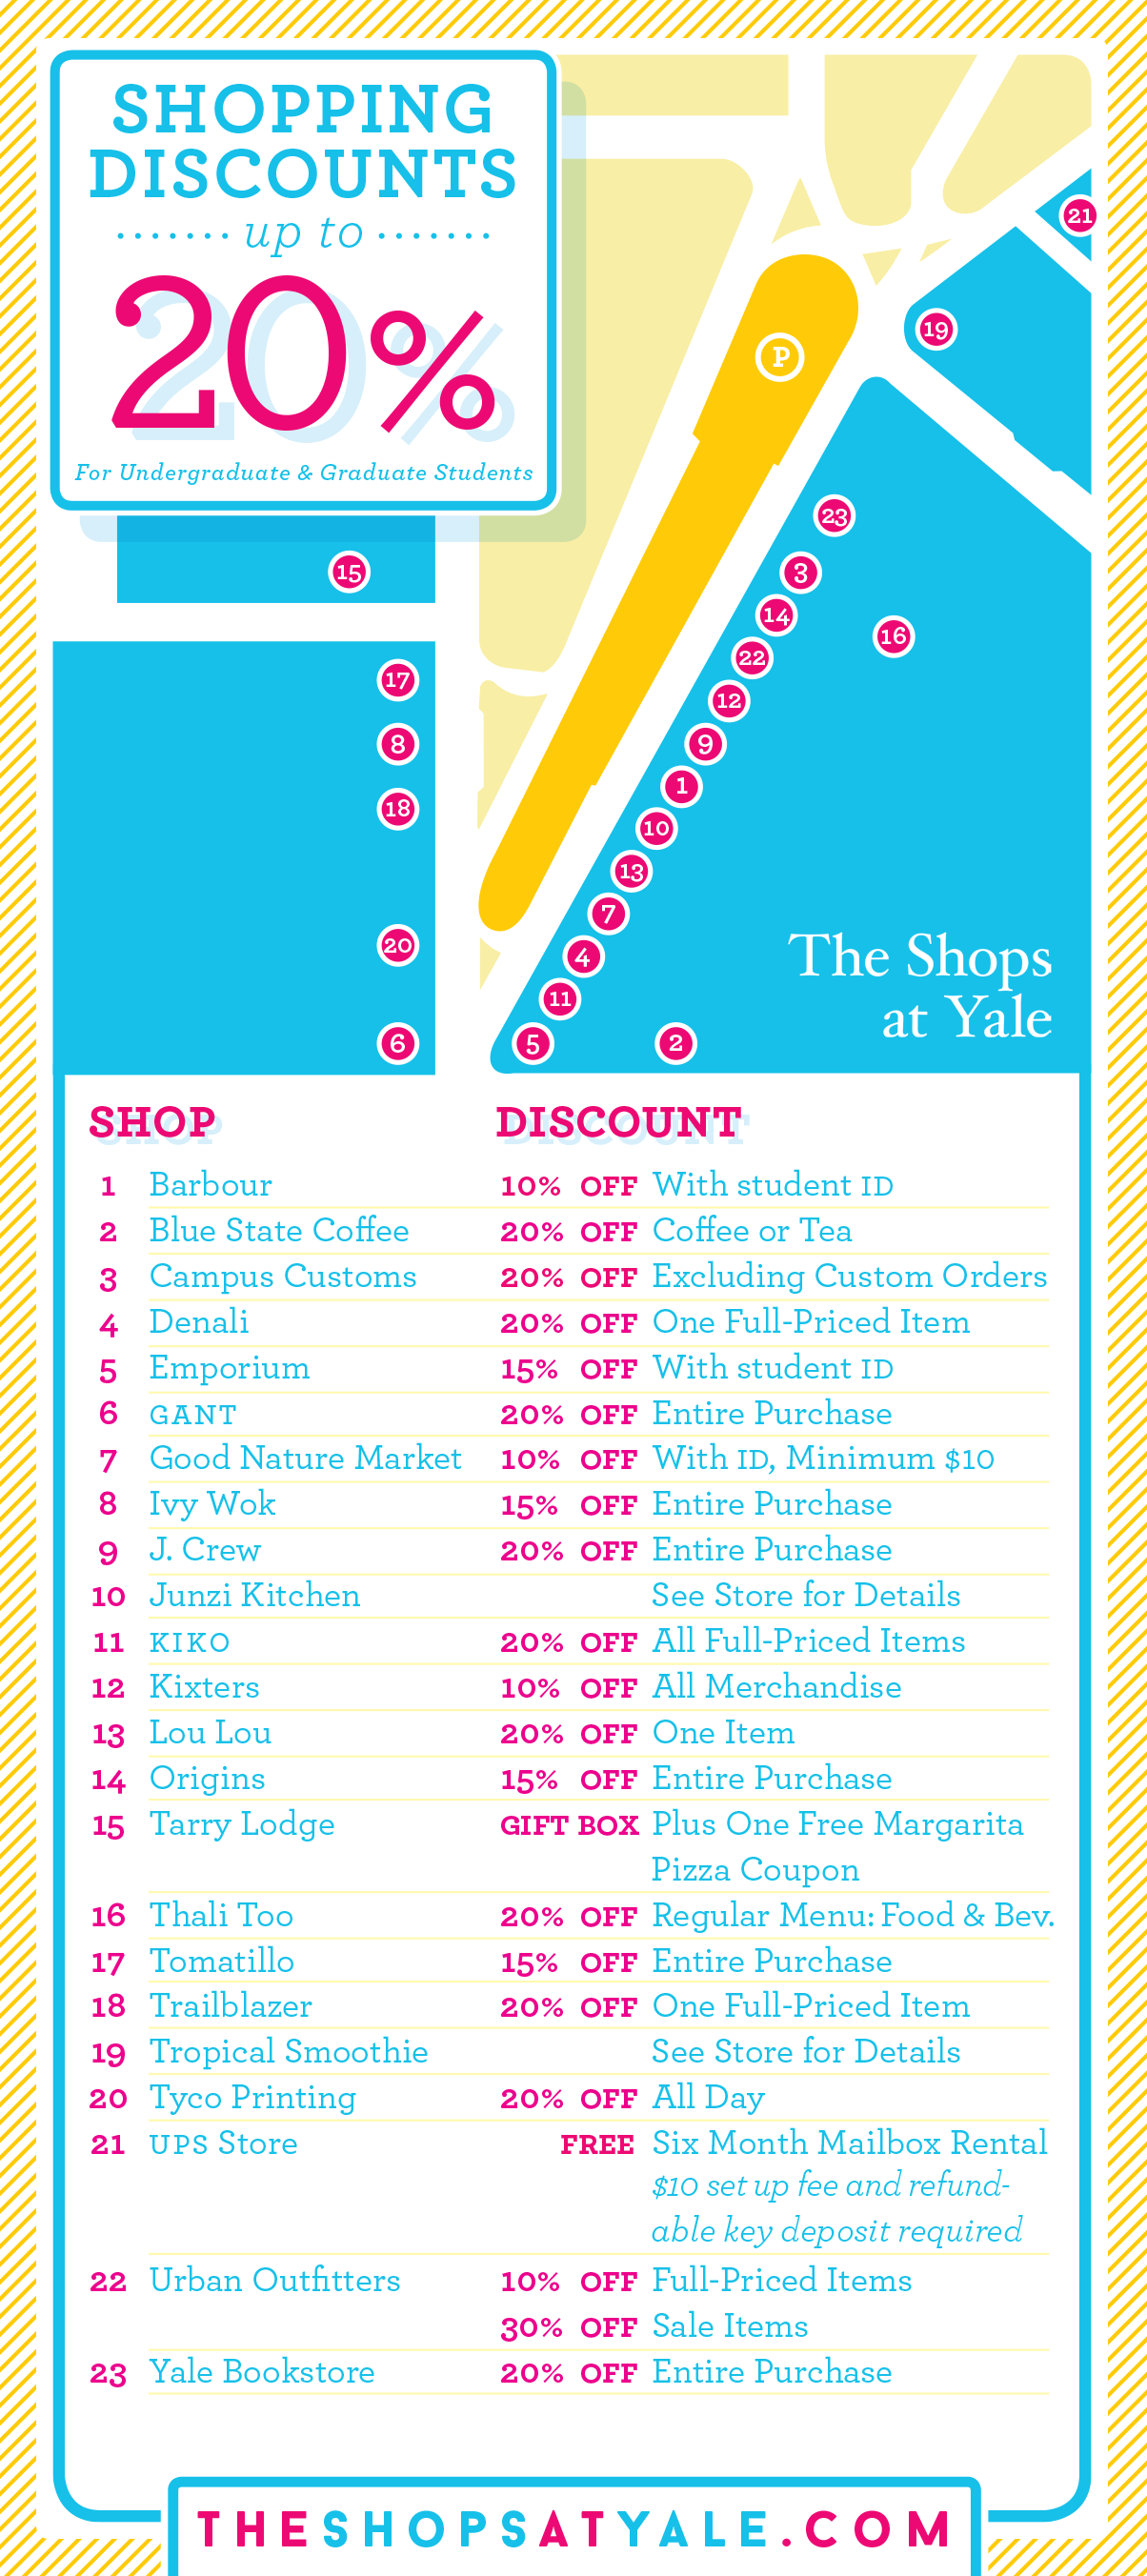 SHOPPING
DISCOUNTS
up to
20%
For Undergraduate & Graduate Students
21
19
P
23
15
3
14
16
22
17
12
8
9
1
18
10
13
7
20
4
11
6
5
2
The Shops
at Yale
SHOP DISCOUNT
1 Barbour 10% OFF With student ID
2 Blue State Coffee 20% OFF Coffee or Tea
3 Campus Customs 20% OFF Excluding Custom Orders
4 Denali 20% OFF One Full-Priced Item
5 Emporium 15% OFF With student ID
6 GANT 20% OFF Entire Purchase
7 Good Nature Market 10% OFF With ID, Minimum $10
8 Ivy Wok 15% OFF Entire Purchase
9 J. Crew 20% OFF Entire Purchase
10 Junzi Kitchen See Store for Details
11 KIKO 20% OFF All Full-Priced Items
12 Kixters 10% OFF All Merchandise
13 Lou Lou 20% OFF One Item
14 Origins 15% OFF Entire Purchase
15 Tarry Lodge GIFT BOX Plus One Free Margarita
Pizza Coupon
16 Thali Too 20% OFF Regular Menu: Food & Bev.
17 Tomatillo 15% OFF Entire Purchase
18 Trailblazer 20% OFF One Full-Priced Item
19 Tropical Smoothie See Store for Details
20 Tyco Printing 20% OFF All Day
21 UPS Store FREE Six Month Mailbox Rental
$10 set up fee and refund-
able key deposit required
22 Urban Outfitters 10% OFF Full-Priced Items
30% OFF Sale Items
23 Yale Bookstore 20% OFF Entire Purchase
THESHOPSATYALE.COM